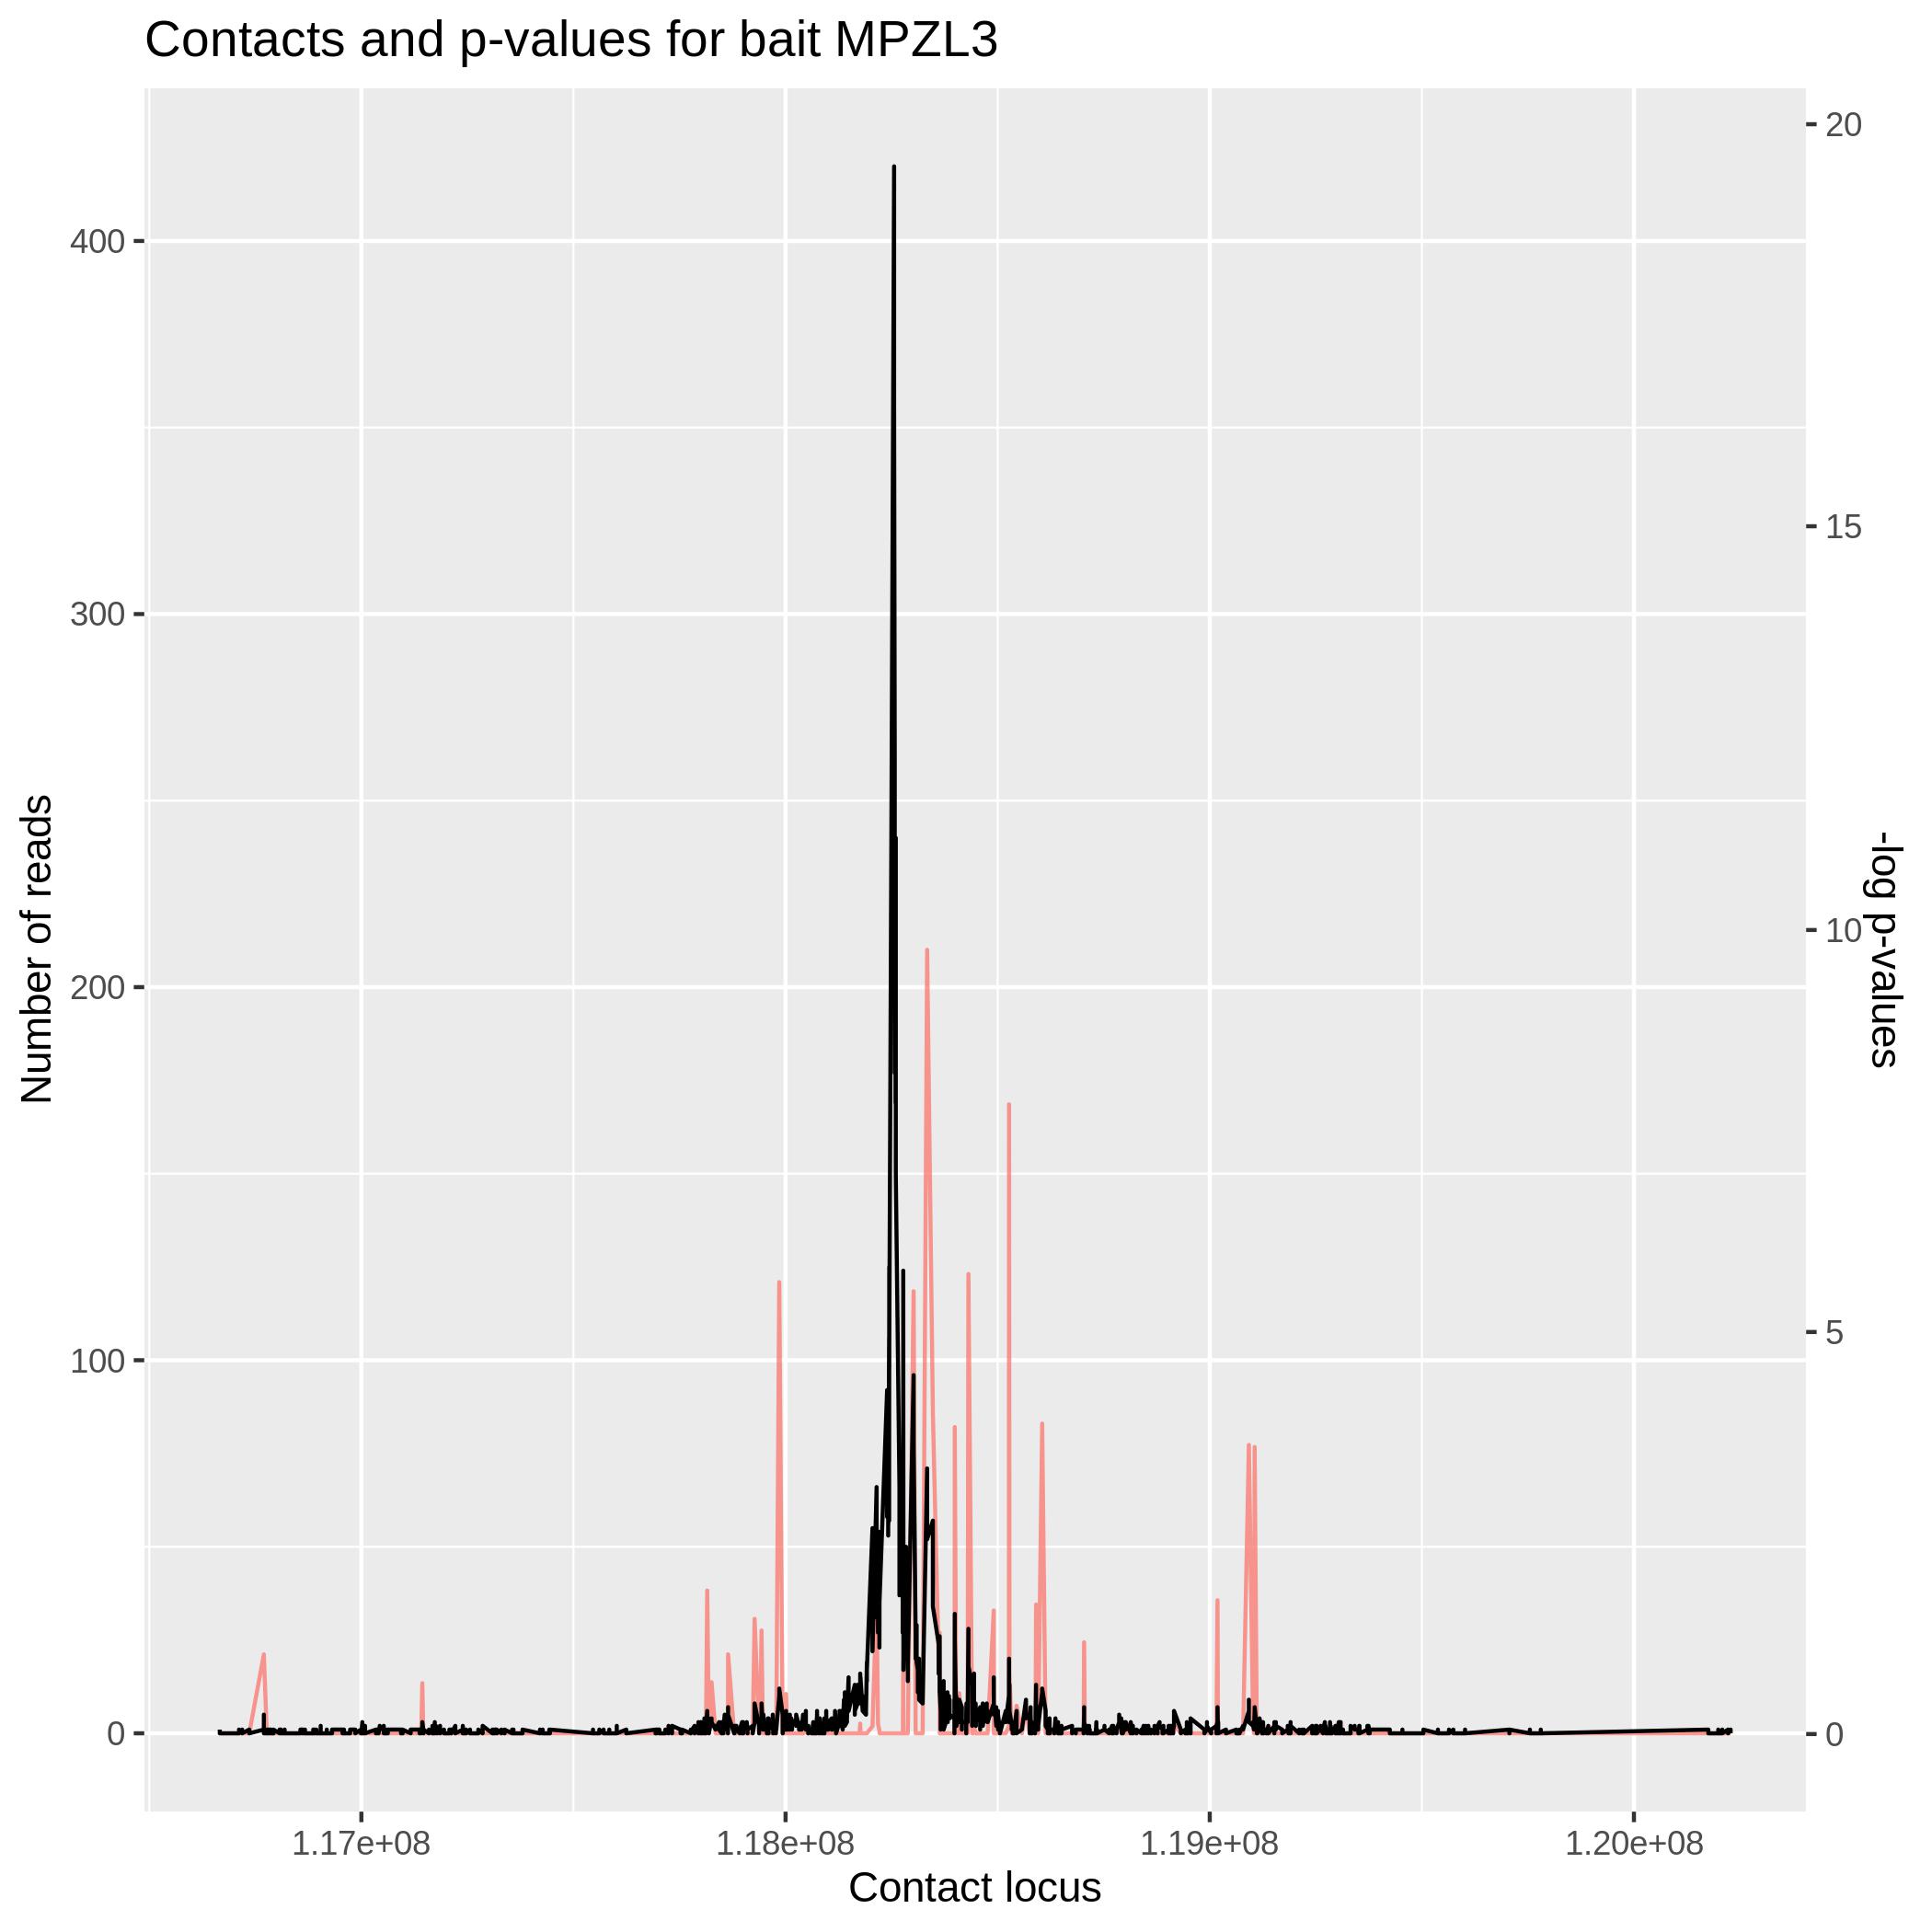 Contacts and p-values for bait MPZL3
Number of reads
400
300
200
100
0
20
15
10
5
0
-log p-values
1.17e+08 1.18e+08 1.19e+08 1.20e+08
Contact locus